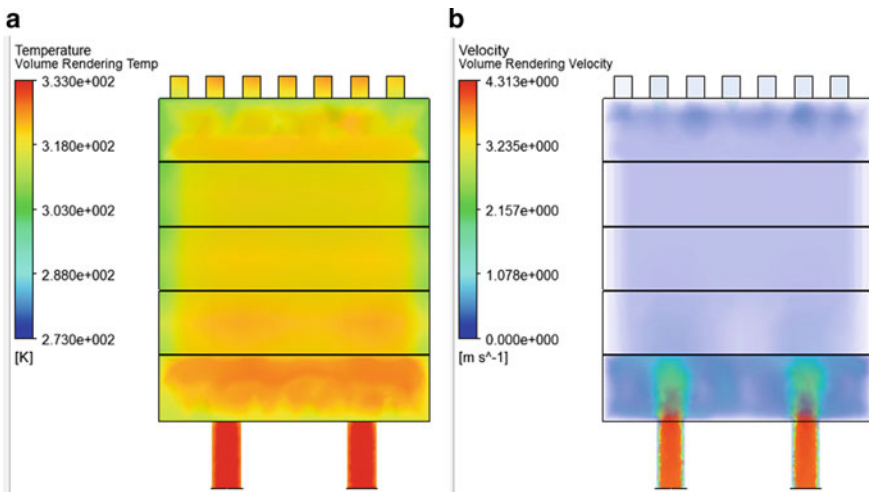 a
Temperature
Volume Rendering Temp
3.330e+002
3.180e+002
3.030e+002
2.880e+002
2.730e+002
[K]
b
Velocity
Volume Rendering Velocity
4.313e+000
3.235e+000
2.157e+000
1.078e+000
0.000e+000
[m s^-1]